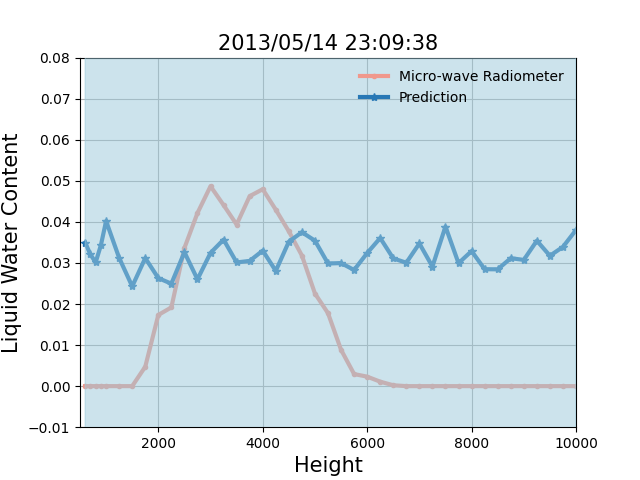 2013/05/14 23:09:38
Liquid Water Content
0.08
0.07
0.06
0.05
0.04
0.03
0.02
0.01
0.00
−0.01
Micro-wave Radiometer
Prediction
2000 4000 6000 8000 10000
Height